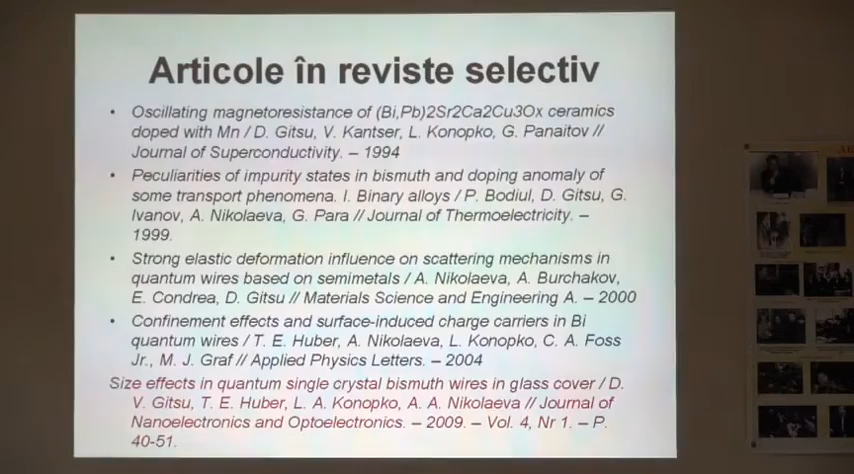 Articole în reviste selectiv
• Oscillating magnetoresistance of (Bi,Pb)2Sr2Ca2Cu3Ox ceramics
doped with Mn / D. Gitsu, V. Kantser, L. Konopko, G. Panaitov //
Journal of Superconductivity. – 1994
• Peculiarities of impurity states in bismuth and doping anomaly of
some transport phenomena. I. Binary alloys / P. Bodiul, D. Gitsu, G.
Ivanov, A. Nikolaeva, G. Para // Journal of Thermoelectricity. –
1999.
• Strong elastic deformation influence on scattering mechanisms in
quantum wires based on semimetals / A. Nikolaeva, A. Burchakov,
E. Condrea, D. Gitsu // Materials Science and Engineering A. – 2000
• Confinement effects and surface-induced charge carriers in Bi
quantum wires / T. E. Huber, A. Nikolaeva, L. Konopko, C. A. Foss
Jr., M. J. Graf // Applied Physics Letters. – 2004
Size effects in quantum single crystal bismuth wires in glass cover / D.
V. Gitsu, T. E. Huber, L. A. Konopko, A. A. Nikolaeva // Journal of
Nanoelectronics and Optoelectronics. – 2009. – Vol. 4, Nr 1. – P.
40-51.